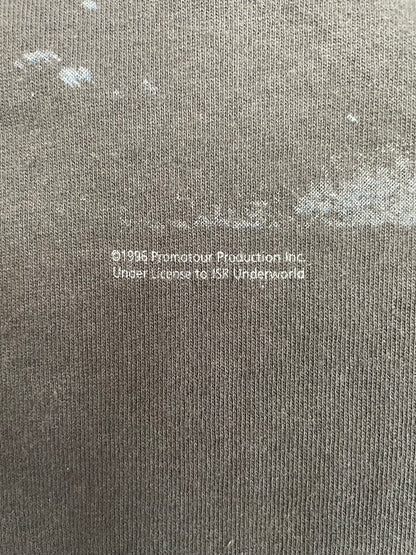 ©1996 Promotour Production Inc.
Under License to JSR Underworld